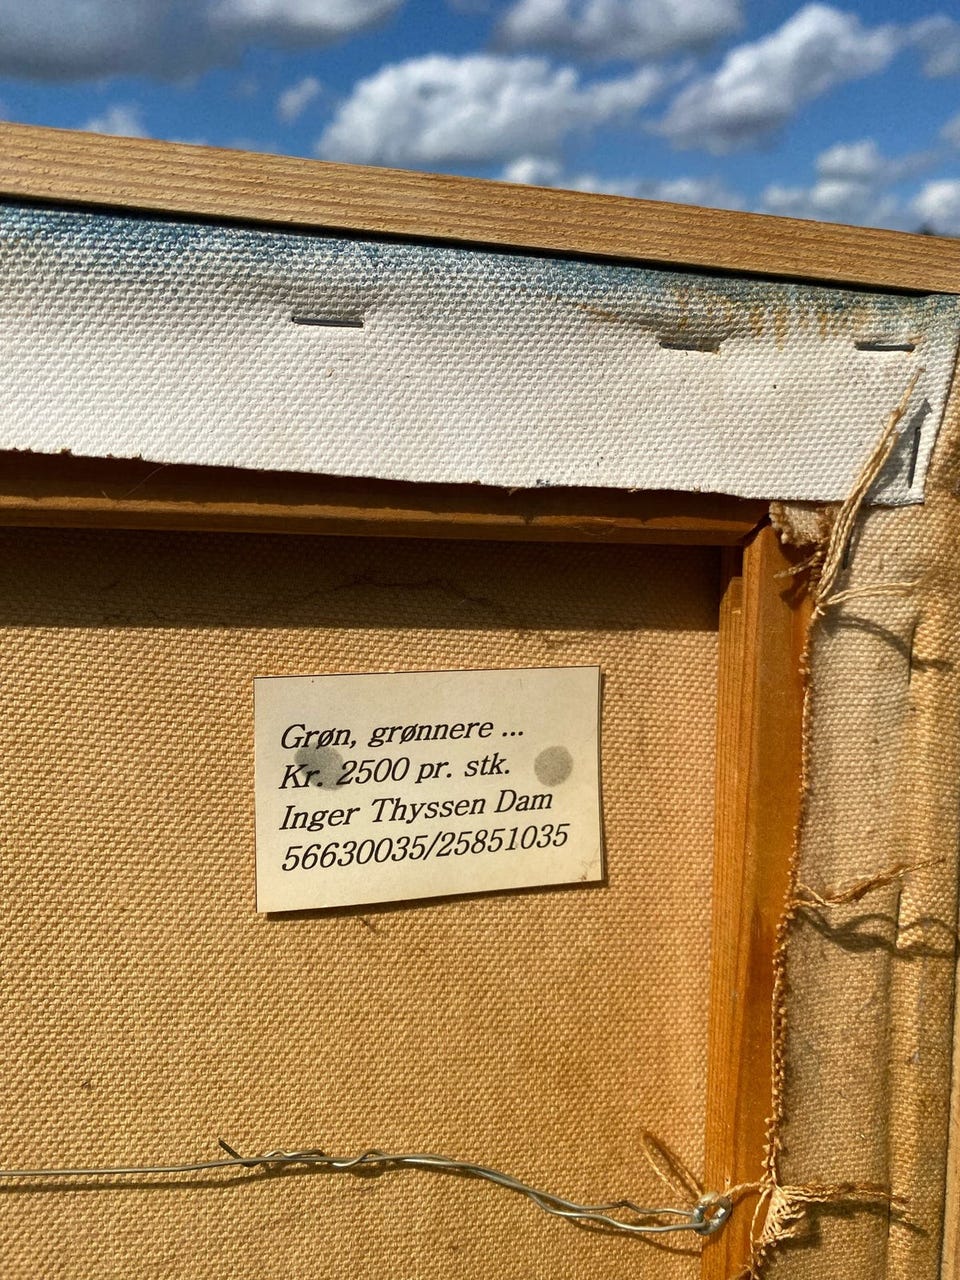 Grøn, grønnere ...
Kr. 2500 pr. stk.
Inger Thyssen Dam
56630035/25851035